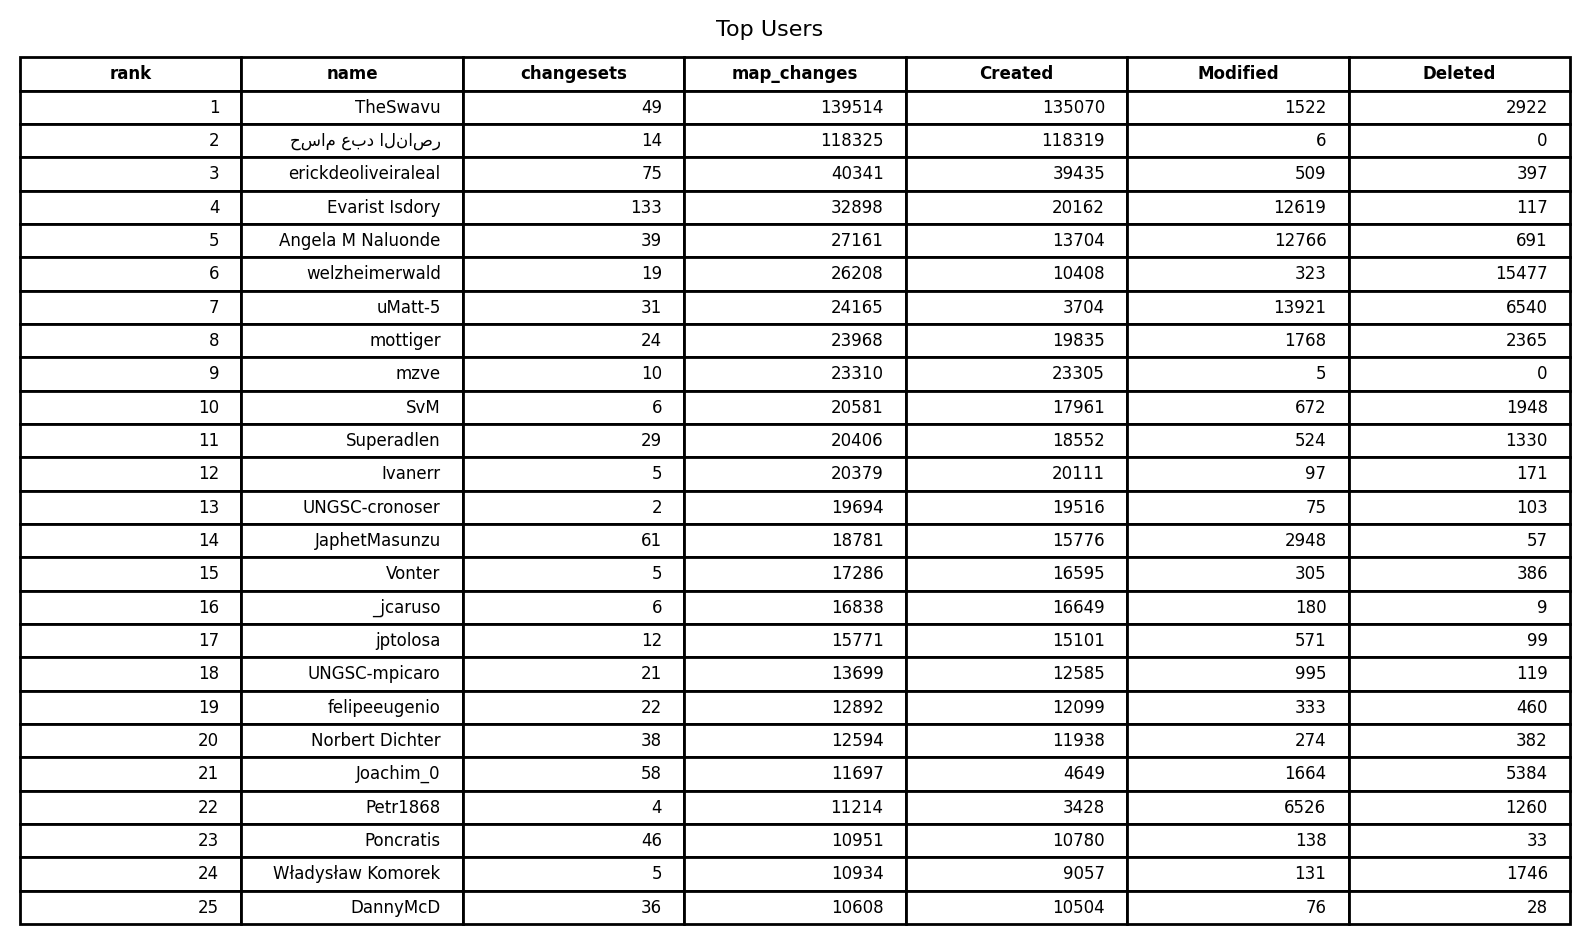 Top Users
rank name changesets map_changes Created Modified Deleted
1 TheSwavu 49 139514 135070 1522 2922
2 حسام عبد الناصر 14 118325 118319 6 0
3 erickdeoliveiraleal 75 40341 39435 509 397
4 Evarist Isdory 133 32898 20162 12619 117
5 Angela M Naluonde 39 27161 13704 12766 691
6 welzheimerwald 19 26208 10408 323 15477
7 uMatt-5 31 24165 3704 13921 6540
8 mottiger 24 23968 19835 1768 2365
9 mzve 10 23310 23305 5 0
10 SvM 6 20581 17961 672 1948
11 Superadlen 29 20406 18552 524 1330
12 Ivanerr 5 20379 20111 97 171
13 UNGSC-cronoser 2 19694 19516 75 103
14 JaphetMasunzu 61 18781 15776 2948 57
15 Vonter 5 17286 16595 305 386
16 _jcaruso 6 16838 16649 180 9
17 jptolosa 12 15771 15101 571 99
18 UNGSC-mpicaro 21 13699 12585 995 119
19 felipeeugenio 22 12892 12099 333 460
20 Norbert Dichter 38 12594 11938 274 382
21 Joachim_0 58 11697 4649 1664 5384
22 Petr1868 4 11214 3428 6526 1260
23 Poncratis 46 10951 10780 138 33
24 Władysław Komorek 5 10934 9057 131 1746
25 DannyMcD 36 10608 10504 76 28